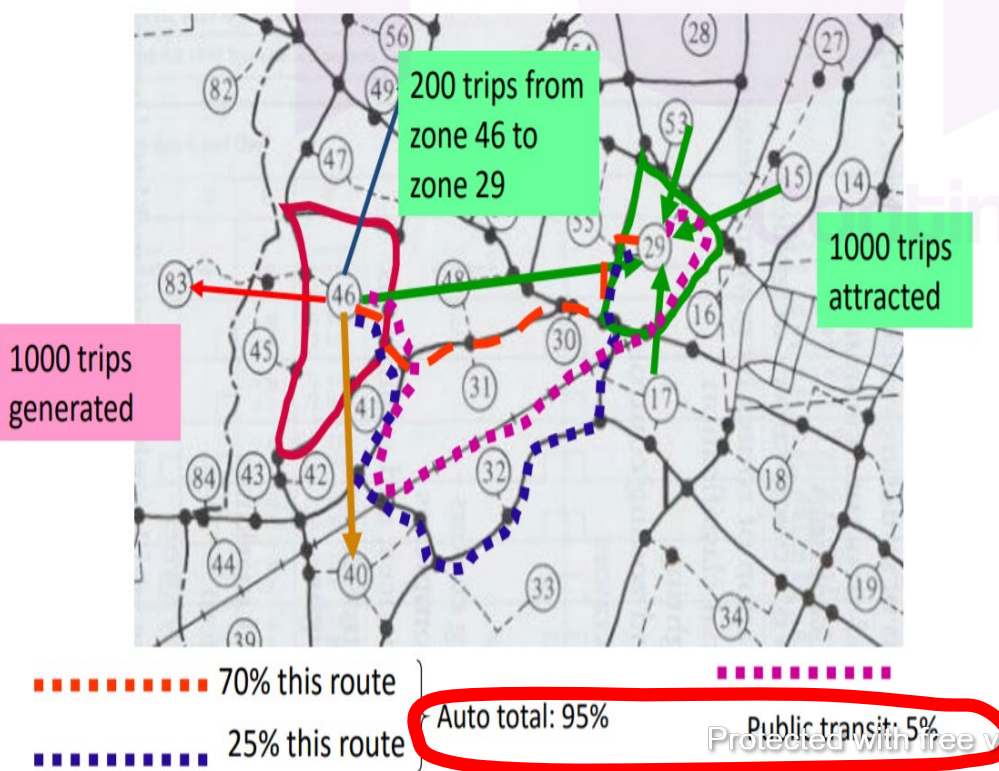 56
28
27
82
49
200 trips from
zone 46 to
zone 29
53
47
15
14
1000 trips
attracted
55
29
83
46
48
16
30
45
31
1000 trips
generated
41
17
84
43
42
32
18
44
40
33
19
34
39
70% this route
Auto total: 95%
Public transit: 5%
25% this route
Protected with free v